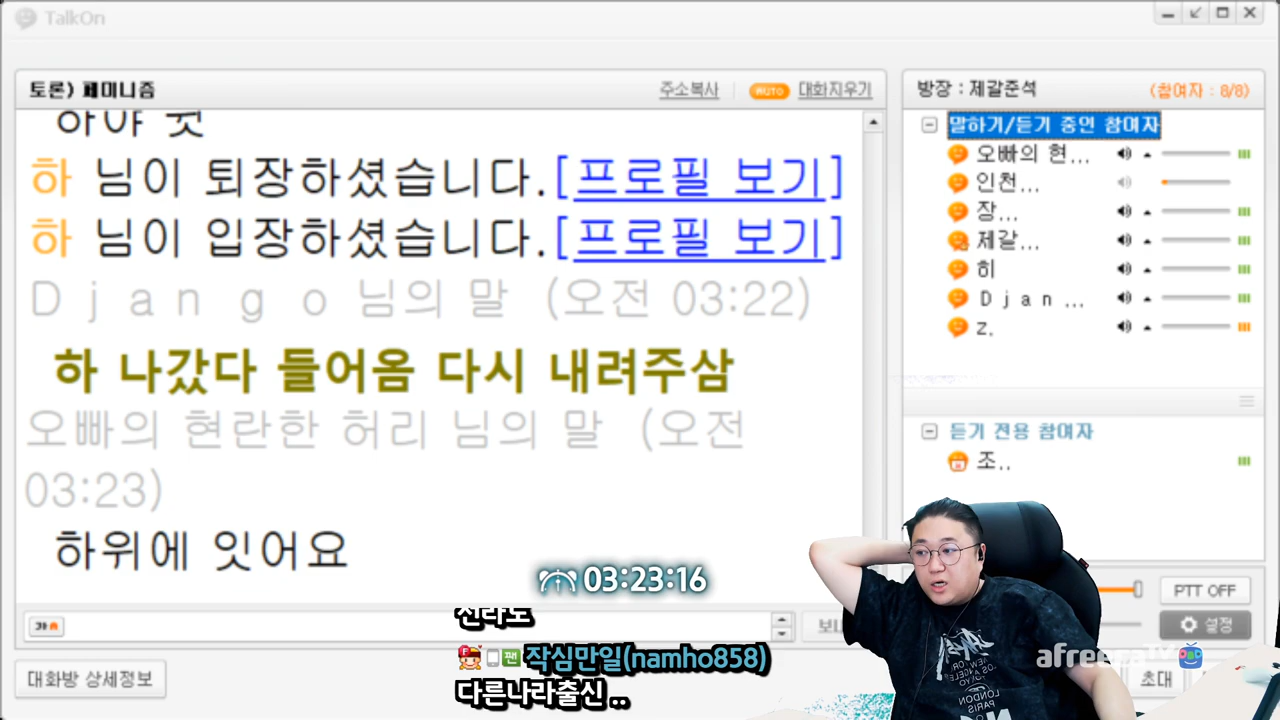 TalkOn
토론) 페미니즘
주소복사
AUTO 대화지우기
하 님이 퇴장하셨습니다.[프로필 보기]
하 님이 입장하셨습니다.[프로필 보기]
D j a n g o 님의 말 (오전 03:22)
하 나갔다 들어옴 다시 내려주삼
오빠의 현란한 허리 님의 말 (오전
03:23)
하위에 잇어요
방장 : 제갈준석
(참여자 : 8/8)
말하기/듣기 중인 참여자
오빠의 현...
인천...
장...
제갈...
히
D j a n ...
z.
듣기 전용 참여자
조..
PTT OFF
설정
초대
대화방 상세정보
03:23:16
전라도
작심만일(namho858)
다른나라출신 ..
LONDON
PARIS